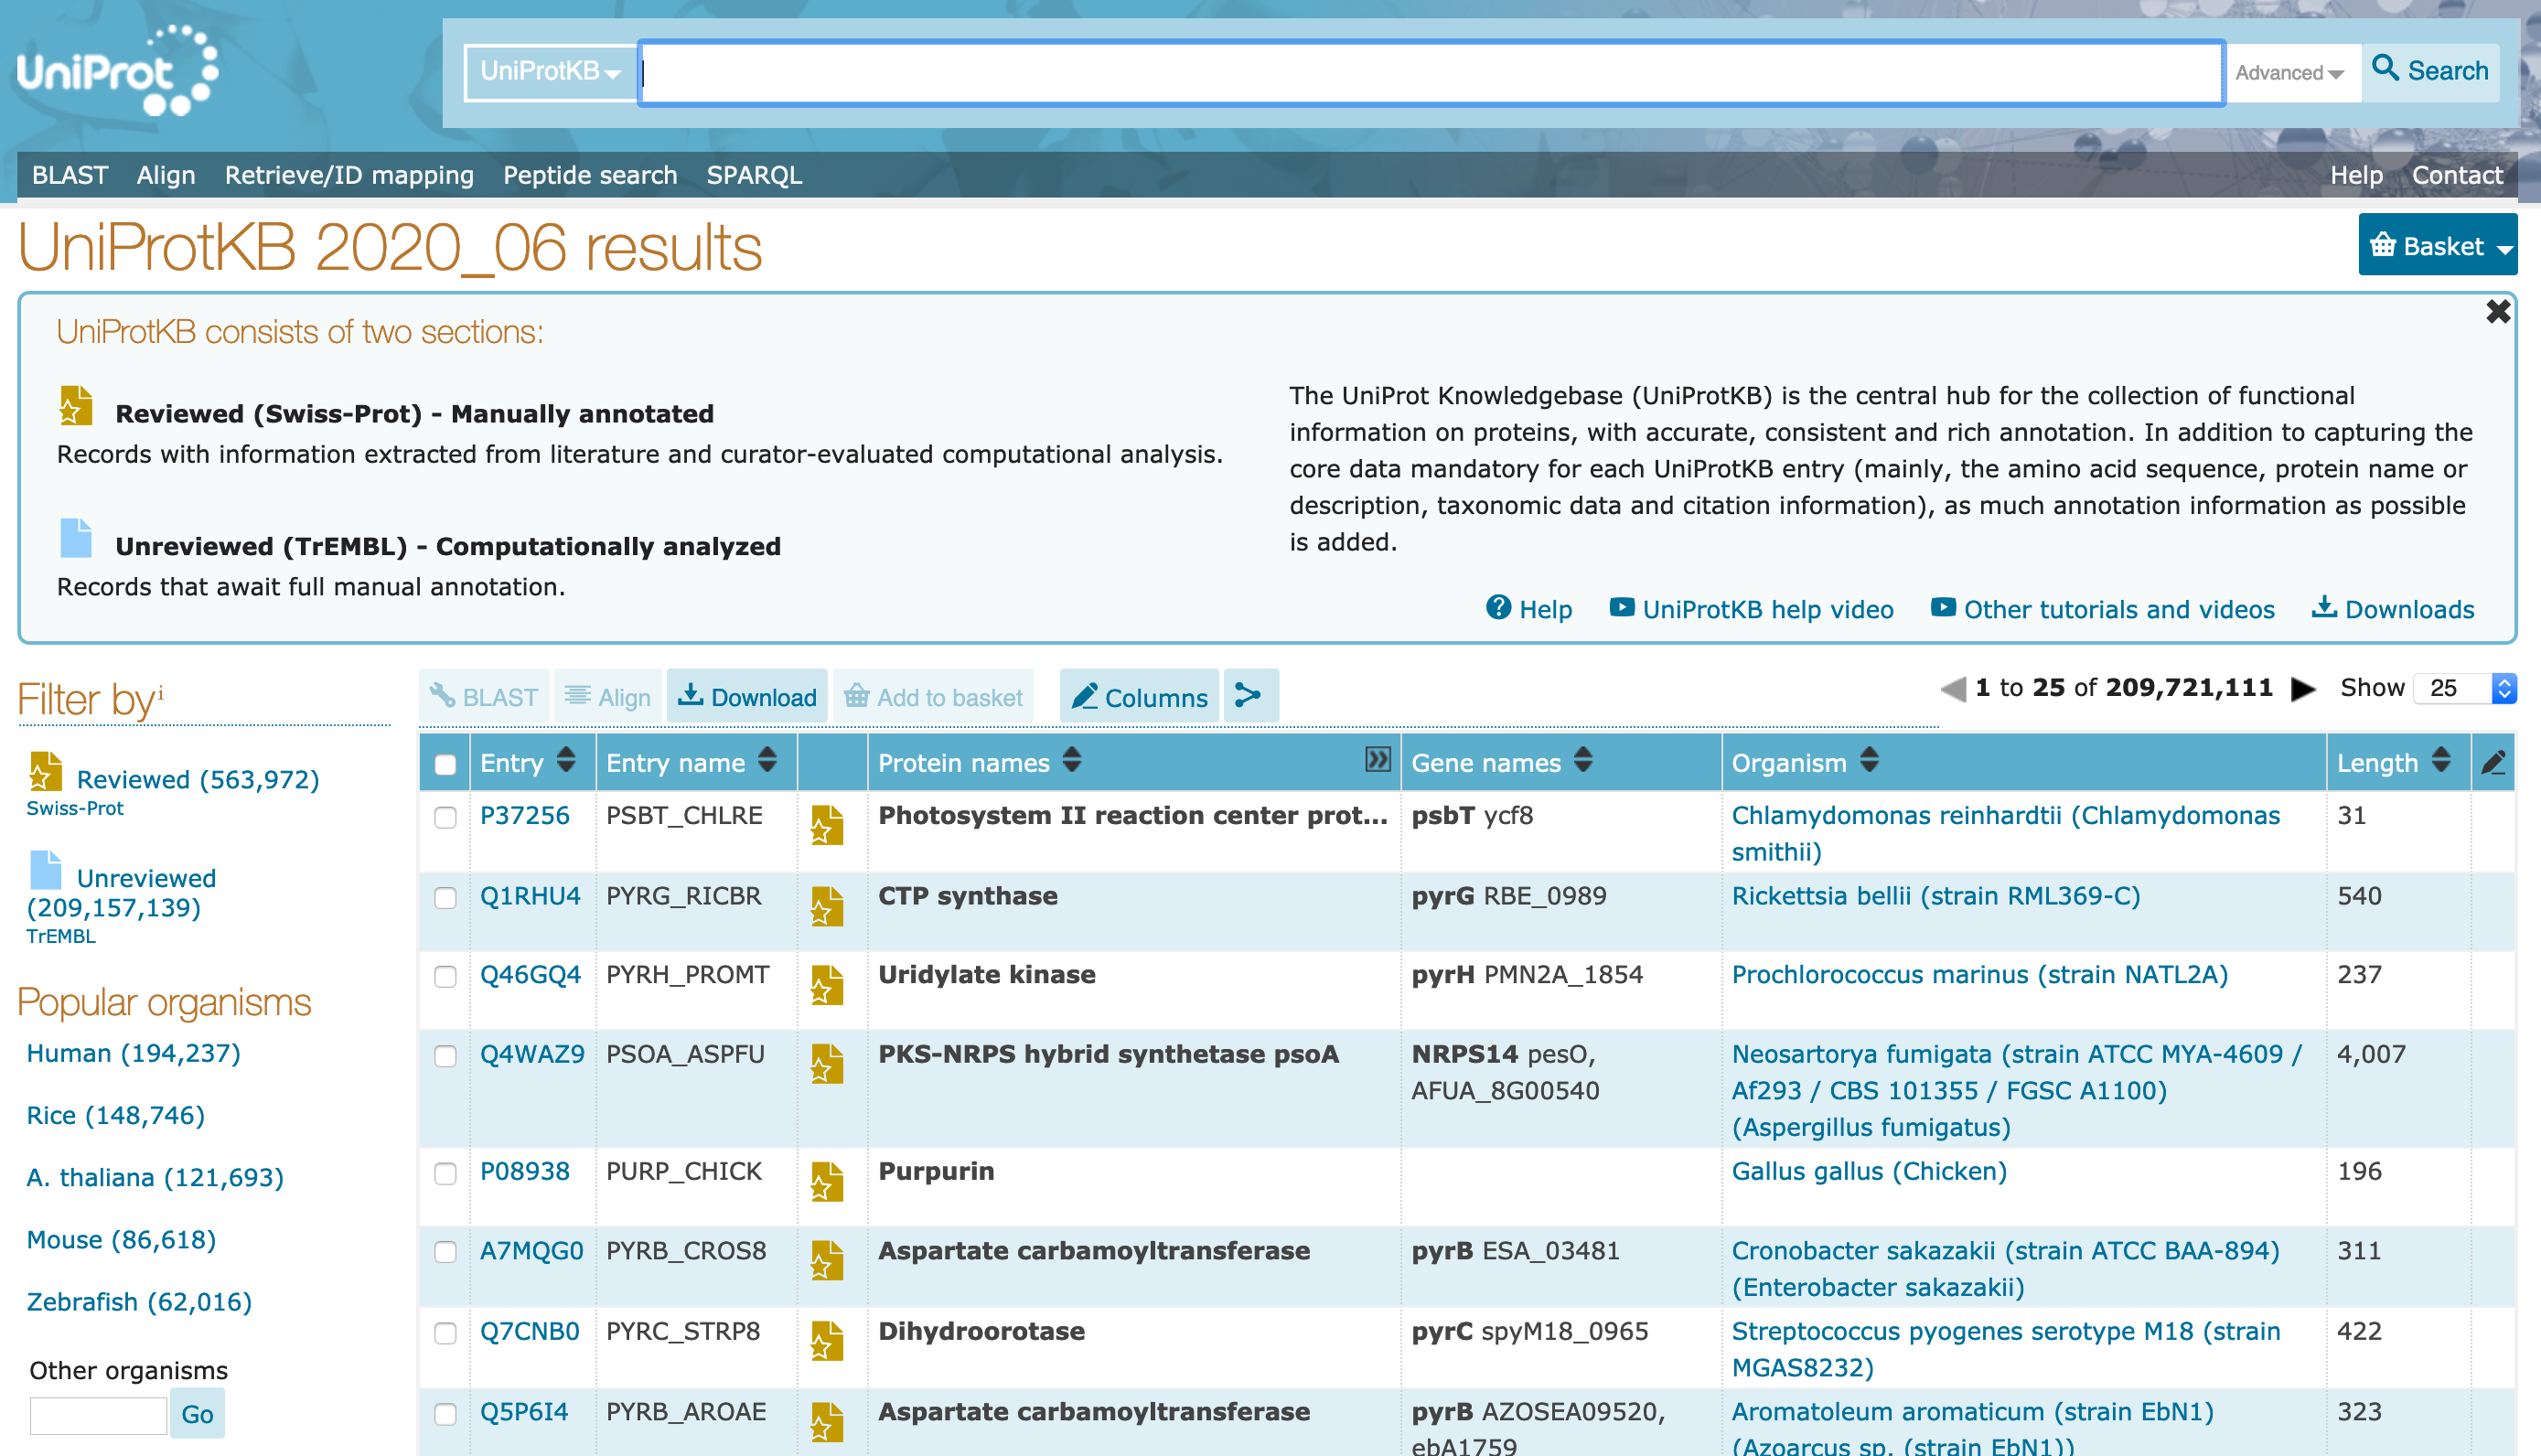 UniProt
UniProtKB
Advanced
Search
BLAST Align Retrieve/ID mapping Peptide search SPARQL Help Contact
UniProtKB 2020_06 results
Basket
UniProtKB consists of two sections:
Reviewed (Swiss-Prot) - Manually annotated
Records with information extracted from literature and curator-evaluated computational analysis.
Unreviewed (TrEMBL) - Computationally analyzed
Records that await full manual annotation.
The UniProt Knowledgebase (UniProtKB) is the central hub for the collection of functional
information on proteins, with accurate, consistent and rich annotation. In addition to capturing the
core data mandatory for each UniProtKB entry (mainly, the amino acid sequence, protein name or
description, taxonomic data and citation information), as much annotation information as possible
is added.
Help UniProtKB help video Other tutorials and videos Downloads
Filter by i
Reviewed (563,972)
Swiss-Prot
Unreviewed
(209,157,139)
TrEMBL
Popular organisms
Human (194,237)
Rice (148,746)
A. thaliana (121,693)
Mouse (86,618)
Zebrafish (62,016)
Other organisms
Go
BLAST Align Download Add to basket Columns
1 to 25 of 209,721,111 Show 25
Entry Entry name Protein names Gene names Organism Length
P37256 PSBT_CHLRE Photosystem II reaction center prot... psbT ycf8 Chlamydomonas reinhardtii (Chlamydomonas 31
smithii)
Q1RHU4 PYRG_RICBR CTP synthase pyrG RBE_0989 Rickettsia bellii (strain RML369-C) 540
Q46GQ4 PYRH_PROMT Uridylate kinase pyrH PMN2A_1854 Prochlorococcus marinus (strain NATL2A) 237
Q4WAZ9 PSOA_ASPFU PKS-NRPS hybrid synthetase psoA NRPS14 pesO, Neosartorya fumigata (strain ATCC MYA-4609 / 4,007
AFUA_8G00540 Af293 / CBS 101355 / FGSC A1100)
(Aspergillus fumigatus)
P08938 PURP_CHICK Purpurin Gallus gallus (Chicken) 196
A7MQG0 PYRB_CROS8 Aspartate carbamoyltransferase pyrB ESA_03481 Cronobacter sakazakii (strain ATCC BAA-894) 311
(Enterobacter sakazakii)
Q7CNB0 PYRC_STRP8 Dihydroorotase pyrC spyM18_0965 Streptococcus pyogenes serotype M18 (strain 422
MGAS8232)
Q5P6I4 PYRB_AROAE Aspartate carbamoyltransferase pyrB AZOSEA09520, Aromatoleum aromaticum (strain EbN1) 323
ebA1759 (Azoarcus sp. (strain EbN1))